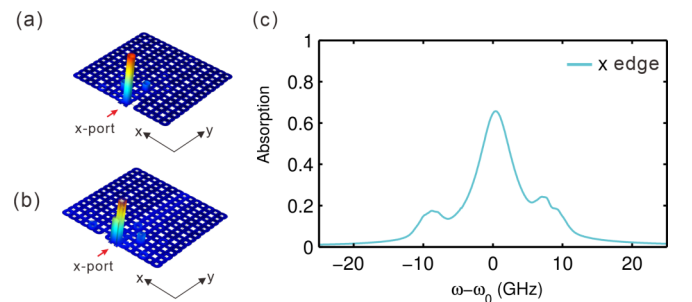 (a)
x-port
x
y
(b)
x-port
x
y
(c)
1
0.8
0.6
0.4
0.2
0
Absorption
x edge
−20 −10 0 10 20
ω−ω₀ (GHz)